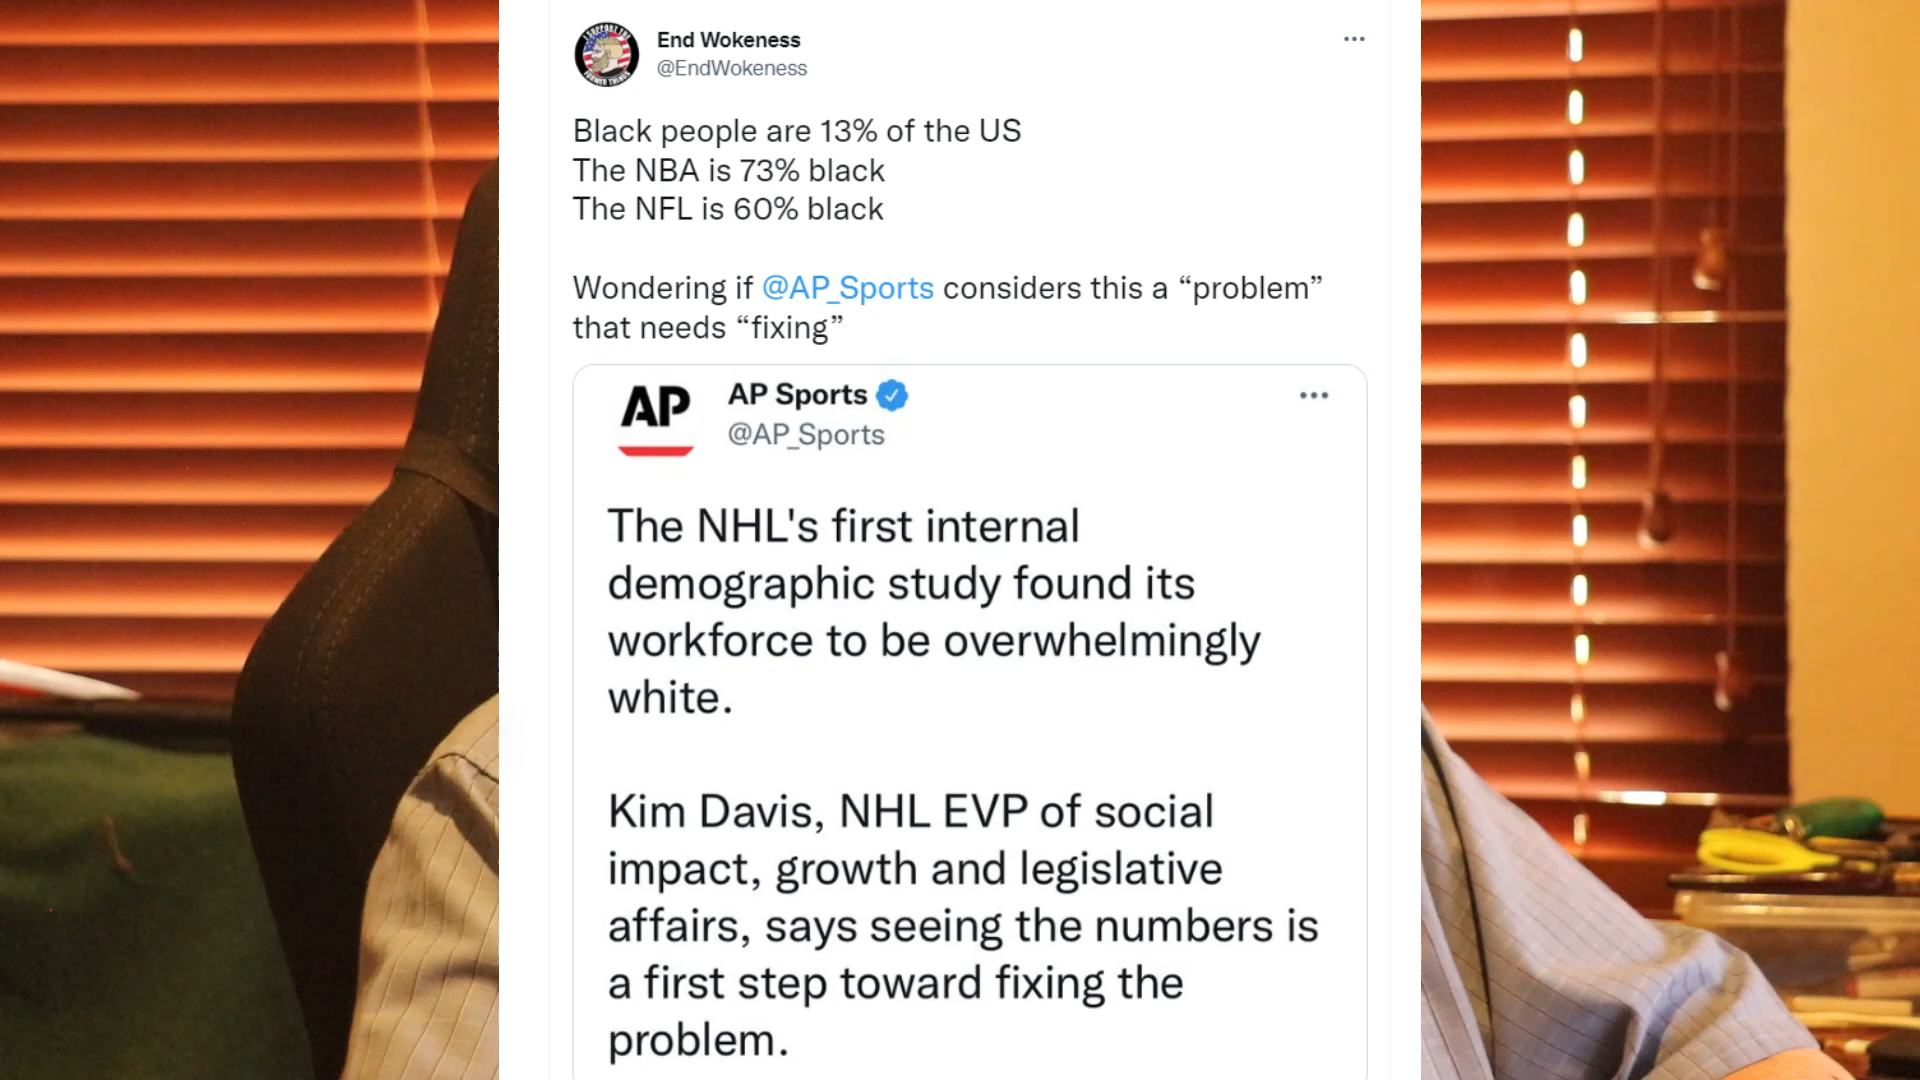 End Wokeness
@EndWokeness
Black people are 13% of the US
The NBA is 73% black
The NFL is 60% black
Wondering if @AP_Sports considers this a “problem”
that needs “fixing”
AP
AP Sports
@AP_Sports
The NHL's first internal
demographic study found its
workforce to be overwhelmingly
white.
Kim Davis, NHL EVP of social
impact, growth and legislative
affairs, says seeing the numbers is
a first step toward fixing the
problem.